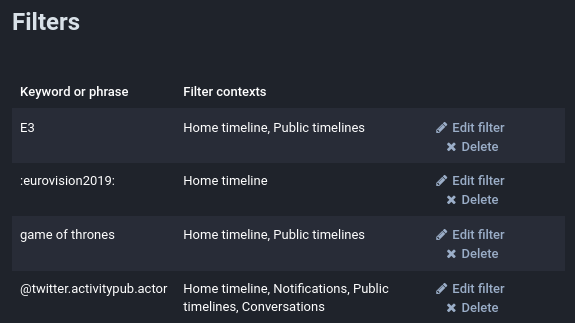 Filters
Keyword or phrase Filter contexts
E3 Home timeline, Public timelines Edit filter
Delete
:eurovision2019: Home timeline Edit filter
Delete
game of thrones Home timeline, Public timelines Edit filter
Delete
@twitter.activitypub.actor Home timeline, Notifications, Public Edit filter
timelines, Conversations Delete